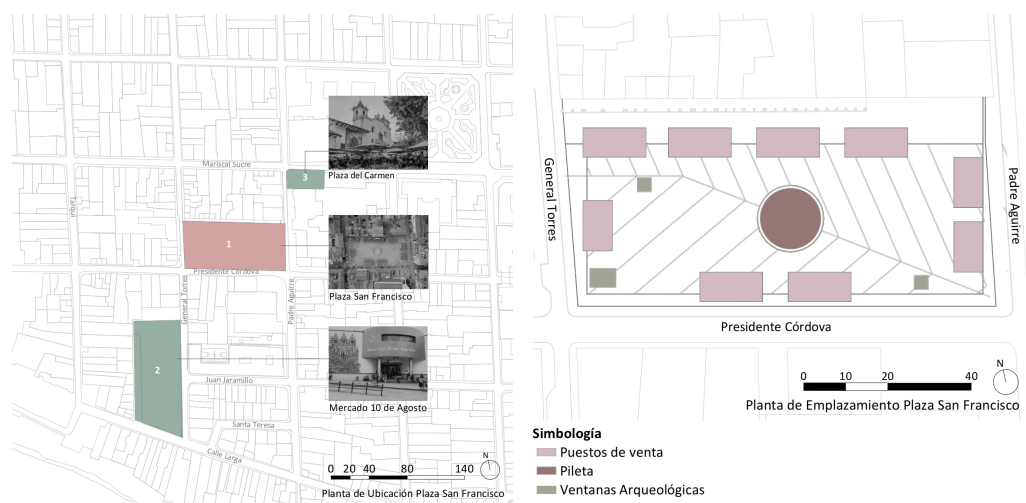 Mariscal Sucre
3
Plaza del Carmen
Tarqui
1
Presidente Córdova
Plaza San Francisco
General Torres
Padre Aguirre
2
Juan Jaramillo
Mercado 10 de Agosto
Santa Teresa
Calle Larga
0 20 40 80 140
N
Planta de Ubicación Plaza San Francisco
General Torres
Padre Aguirre
Presidente Córdova
0 10 20 40
N
Planta de Emplazamiento Plaza San Francisco
Simbología
Puestos de venta
Pileta
Ventanas Arqueológicas